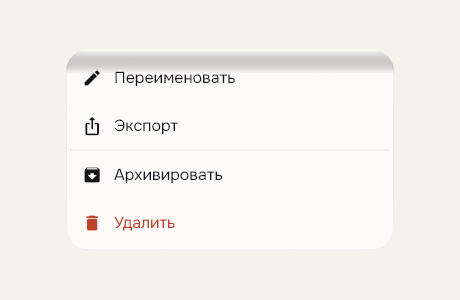 Переименовать
Экспорт
Архивировать
Удалить